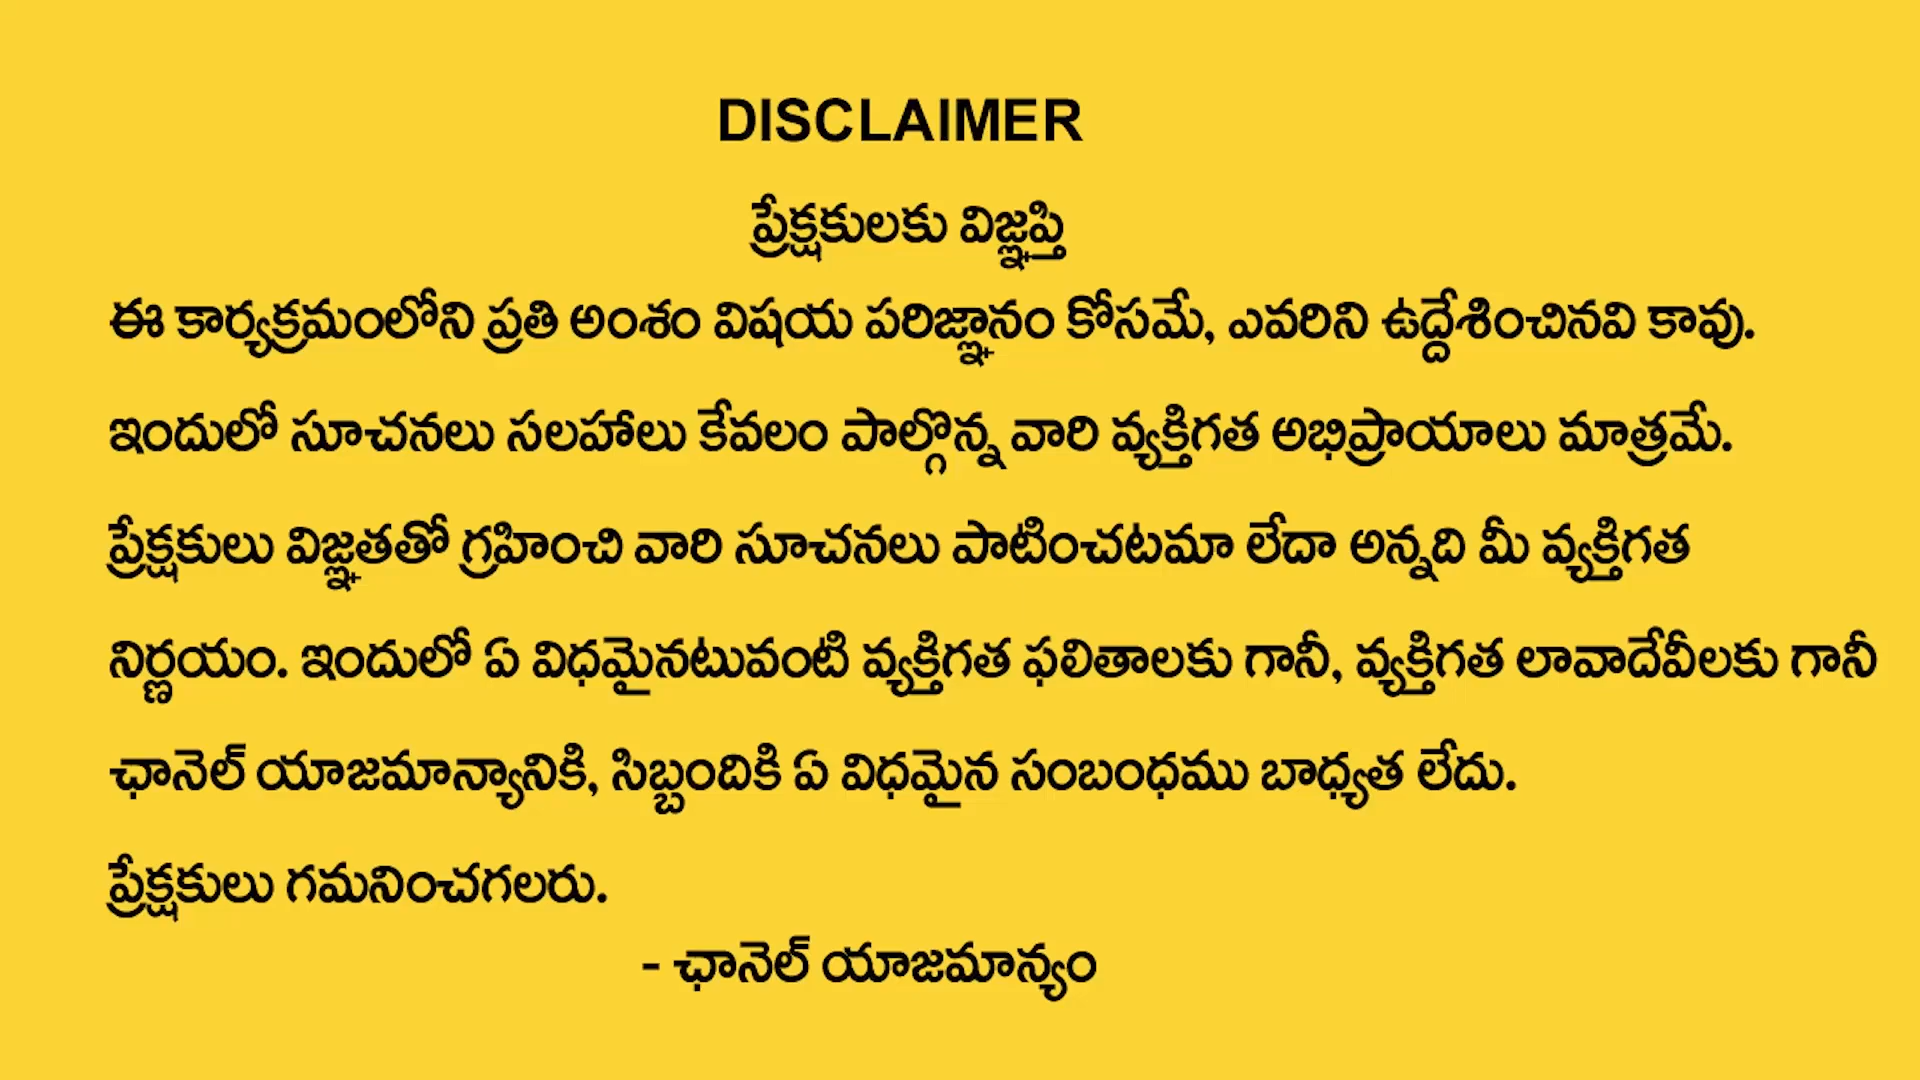 DISCLAIMER
ప్రేక్షకులకు విజ్ఞప్తి
ఈ కార్యక్రమంలోని ప్రతి అంశం విషయ పరిజ్ఞానం కోసమే, ఎవరిని ఉద్దేశించినవి కావు.
ఇందులో సూచనలు సలహాలు కేవలం పాల్గొన్న వారి వ్యక్తిగత అభిప్రాయాలు మాత్రమే.
ప్రేక్షకులు విజ్ఞతతో గ్రహించి వారి సూచనలు పాటించటమా లేదా అన్నది మీ వ్యక్తిగత
నిర్ణయం. ఇందులో ఏ విధమైనటువంటి వ్యక్తిగత ఫలితాలకు గానీ, వ్యక్తిగత లావాదేవీలకు గానీ
ఛానెల్ యాజమాన్యానికి, సిబ్బందికి ఏ విధమైన సంబంధము బాధ్యత లేదు.
ప్రేక్షకులు గమనించగలరు.
- ఛానెల్ యాజమాన్యం